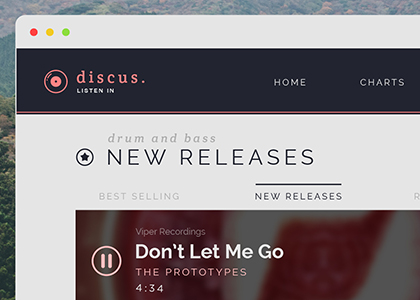 discus.
LISTEN IN
HOME
CHARTS
drum and bass
NEW RELEASES
BEST SELLING
NEW RELEASES
R
Viper Recordings
Don't Let Me Go
THE PROTOTYPES
4:34